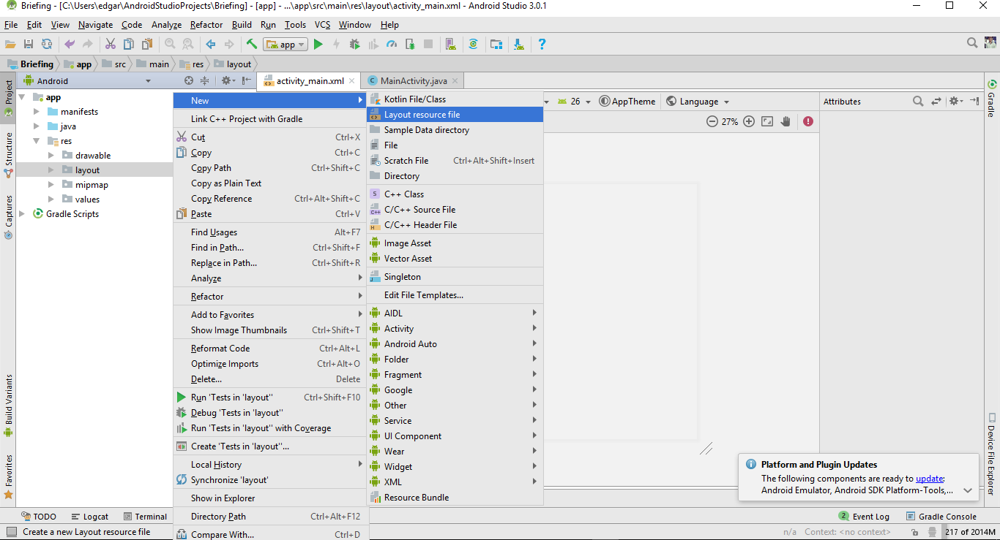 Briefing - [C:\Users\edgar\AndroidStudioProjects\Briefing] - [app] - ...\app\src\main\res\layout\activity_main.xml - Android Studio 3.0.1
File Edit View Navigate Code Analyze Refactor Build Run Tools VCS Window Help
app
Briefing app src main res layout
Android activity_main.xml MainActivity.java
Project
Structure
Captures
Build Variants
Favorites
app
manifests
java
res
drawable
layout
mipmap
values
Gradle Scripts
New
Link C++ Project with Gradle
Cut Ctrl+X
Copy Ctrl+C
Copy Path Ctrl+Shift+C
Copy as Plain Text
Copy Reference Ctrl+Alt+Shift+C
Paste Ctrl+V
Find Usages Alt+F7
Find in Path... Ctrl+Shift+F
Replace in Path... Ctrl+Shift+R
Analyze
Refactor
Add to Favorites
Show Image Thumbnails Ctrl+Shift+T
Reformat Code Ctrl+Alt+L
Optimize Imports Ctrl+Alt+O
Delete... Delete
Run 'Tests in 'layout'' Ctrl+Shift+F10
Debug 'Tests in 'layout''
Run 'Tests in 'layout'' with Coverage
Create 'Tests in 'layout''...
Local History
Synchronize 'layout'
Show in Explorer
Directory Path Ctrl+Alt+F12
Compare With... Ctrl+D
Kotlin File/Class
Layout resource file
Sample Data directory
File
Scratch File Ctrl+Alt+Shift+Insert
Directory
C++ Class
C/C++ Source File
C/C++ Header File
Image Asset
Vector Asset
Singleton
Edit File Templates...
AIDL
Activity
Android Auto
Folder
Fragment
Google
Other
Service
UI Component
Wear
Widget
XML
Resource Bundle
26 AppTheme Language
27%
Attributes
Gradle
Device File Explorer
Platform and Plugin Updates
The following components are ready to update:
Android Emulator, Android SDK Platform-Tools,...
TODO Logcat Terminal 2 Event Log Gradle Console
Create a new Layout resource file n/a Context: <no context> 217 of 2014M